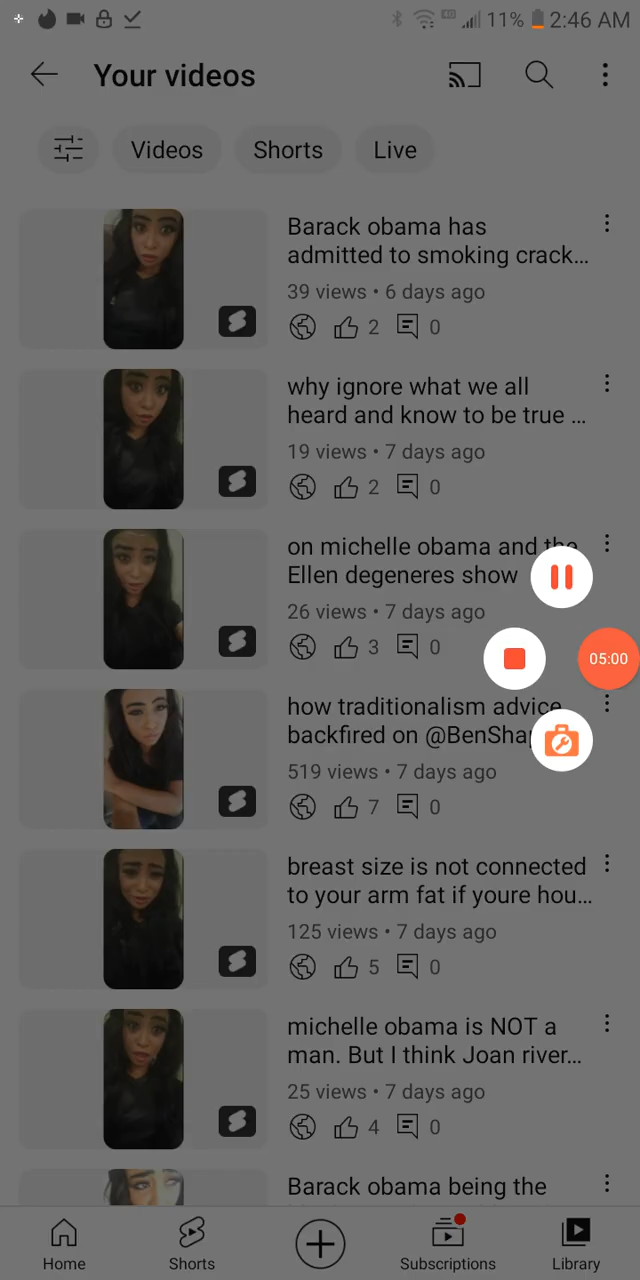 11% 2:46 AM
Your videos
Videos Shorts Live
Barack obama has
admitted to smoking crack...
39 views • 6 days ago
2 0
why ignore what we all
heard and know to be true ...
19 views • 7 days ago
2 0
on michelle obama and the
Ellen degeneres show
26 views • 7 days ago
3 0
05:00
how traditionalism advice
backfired on @BenSha
519 views • 7 days ago
7 0
breast size is not connected
to your arm fat if youre hou...
125 views • 7 days ago
5 0
michelle obama is NOT a
man. But I think Joan river...
25 views • 7 days ago
4 0
Barack obama being the
Home Shorts Subscriptions Library